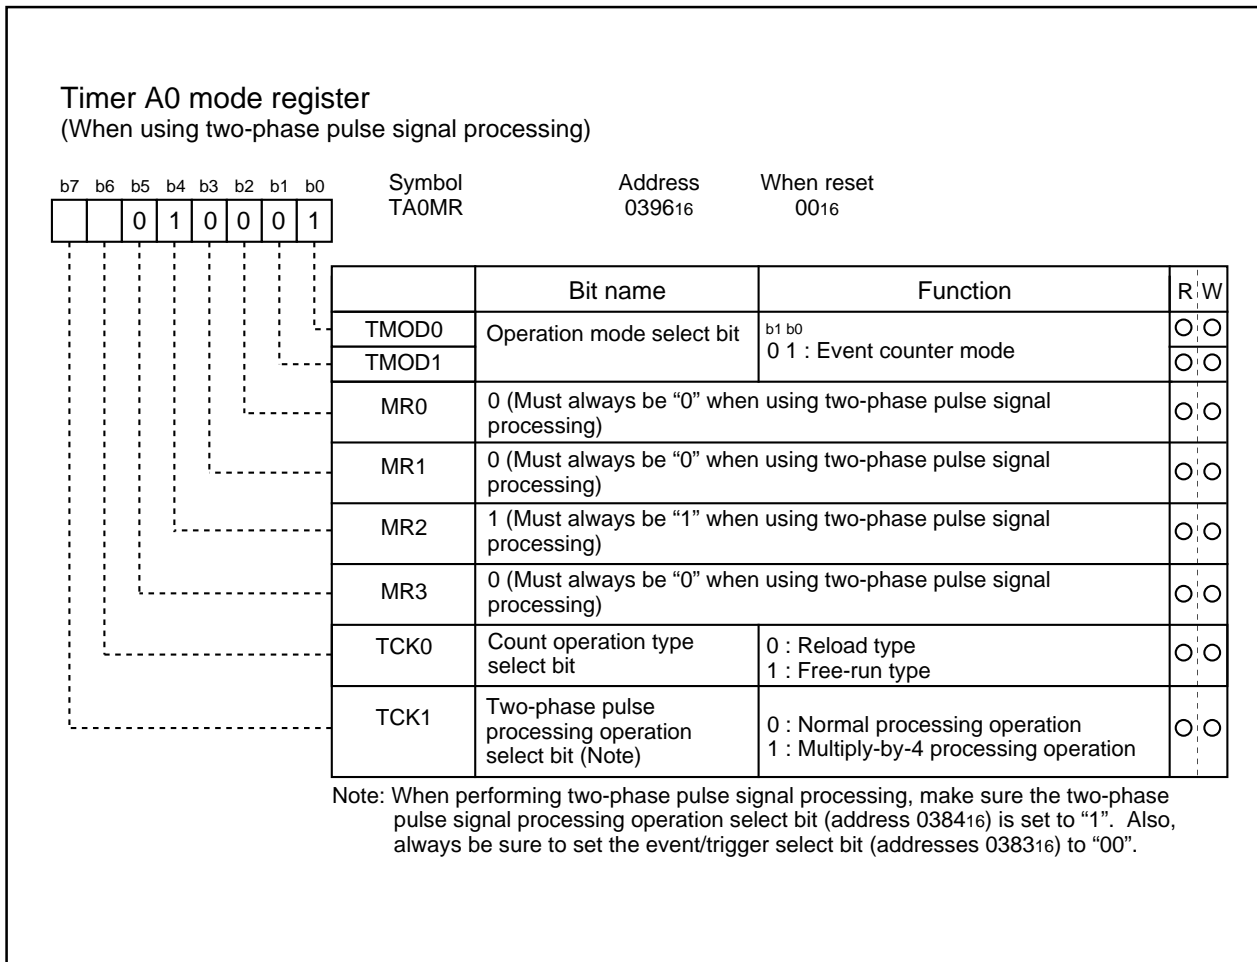 Timer A0 mode register
(When using two-phase pulse signal processing)
b7 b6 b5 b4 b3 b2 b1 b0
0 1 0 0 0 1
Symbol Address When reset
TA0MR 039616 0016
Bit name Function R W
TMOD0 Operation mode select bit b1 b0
0 1 : Event counter mode
TMOD1
MR0 0 (Must always be “0” when using two-phase pulse signal
processing)
MR1 0 (Must always be “0” when using two-phase pulse signal
processing)
MR2 1 (Must always be “1” when using two-phase pulse signal
processing)
MR3 0 (Must always be “0” when using two-phase pulse signal
processing)
TCK0 Count operation type
select bit
0 : Reload type
1 : Free-run type
TCK1 Two-phase pulse
processing operation
select bit (Note)
0 : Normal processing operation
1 : Multiply-by-4 processing operation
Note: When performing two-phase pulse signal processing, make sure the two-phase
pulse signal processing operation select bit (address 038416) is set to “1”. Also,
always be sure to set the event/trigger select bit (addresses 038316) to “00”.